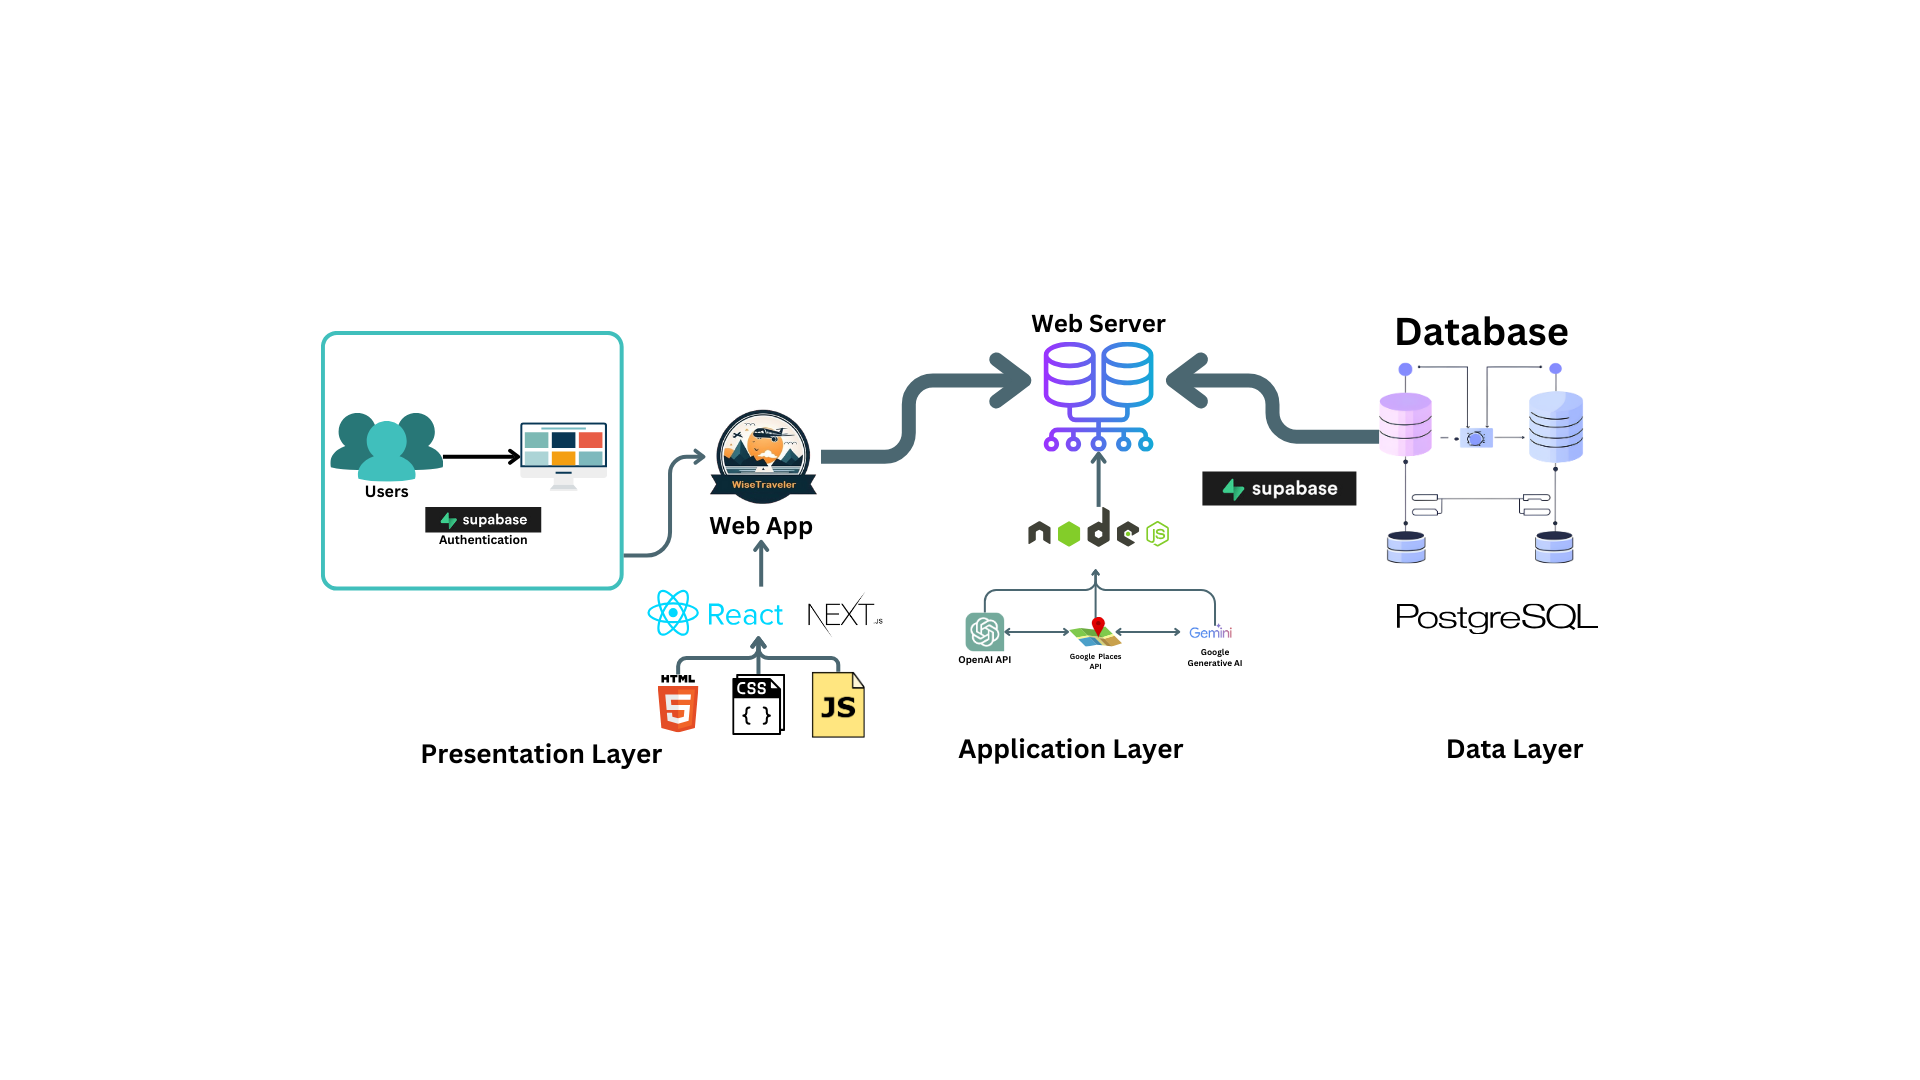 Users
supabase
Authentication
WiseTraveler
Web App
React
NEXT.JS
HTML
5
CSS
{ }
JS
Presentation Layer
Web Server
node
JS
OpenAI API
Google Places
API
Gemini
Google
Generative AI
Application Layer
supabase
Database
PostgreSQL
Data Layer